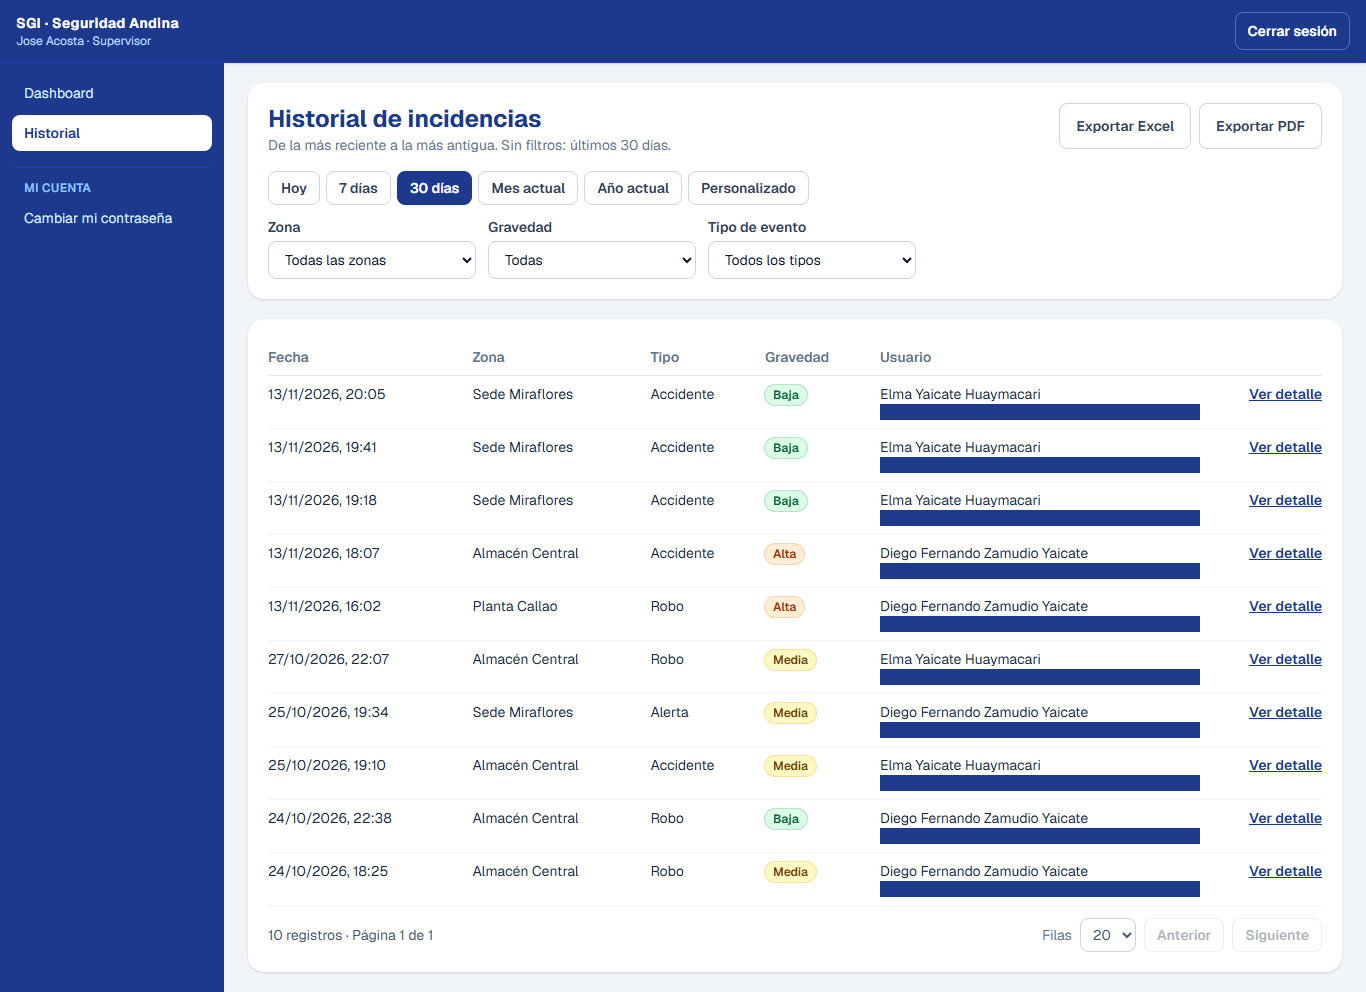 SGI · Seguridad Andina
Jose Acosta · Supervisor
Cerrar sesión
Dashboard
Historial
MI CUENTA
Cambiar mi contraseña
Historial de incidencias
De la más reciente a la más antigua. Sin filtros: últimos 30 días.
Exportar Excel Exportar PDF
Hoy 7 días 30 días Mes actual Año actual Personalizado
Zona Gravedad Tipo de evento
Todas las zonas Todas Todos los tipos
Fecha Zona Tipo Gravedad Usuario
13/11/2026, 20:05 Sede Miraflores Accidente Baja Elma Yaicate Huaymacari Ver detalle
13/11/2026, 19:41 Sede Miraflores Accidente Baja Elma Yaicate Huaymacari Ver detalle
13/11/2026, 19:18 Sede Miraflores Accidente Baja Elma Yaicate Huaymacari Ver detalle
13/11/2026, 18:07 Almacén Central Accidente Alta Diego Fernando Zamudio Yaicate Ver detalle
13/11/2026, 16:02 Planta Callao Robo Alta Diego Fernando Zamudio Yaicate Ver detalle
27/10/2026, 22:07 Almacén Central Robo Media Elma Yaicate Huaymacari Ver detalle
25/10/2026, 19:34 Sede Miraflores Alerta Media Diego Fernando Zamudio Yaicate Ver detalle
25/10/2026, 19:10 Almacén Central Accidente Media Elma Yaicate Huaymacari Ver detalle
24/10/2026, 22:38 Almacén Central Robo Baja Diego Fernando Zamudio Yaicate Ver detalle
24/10/2026, 18:25 Almacén Central Robo Media Diego Fernando Zamudio Yaicate Ver detalle
10 registros · Página 1 de 1
Filas 20 Anterior Siguiente